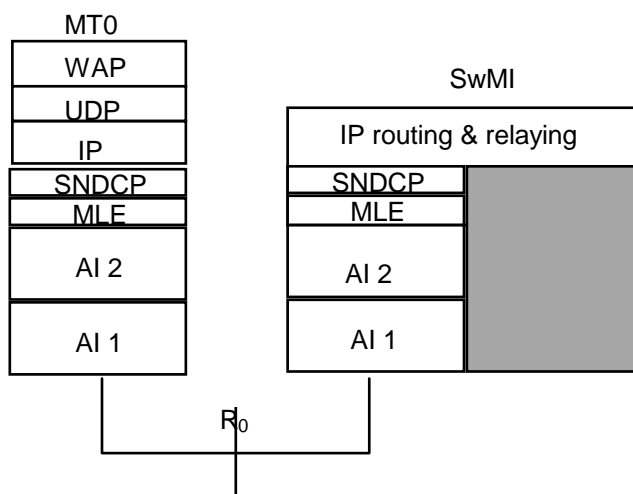 MT0
WAP
UDP
IP
SNDCP
MLE
AI 2
AI 1
SwMI
IP routing & relaying
SNDCP
MLE
AI 2
AI 1
R₀